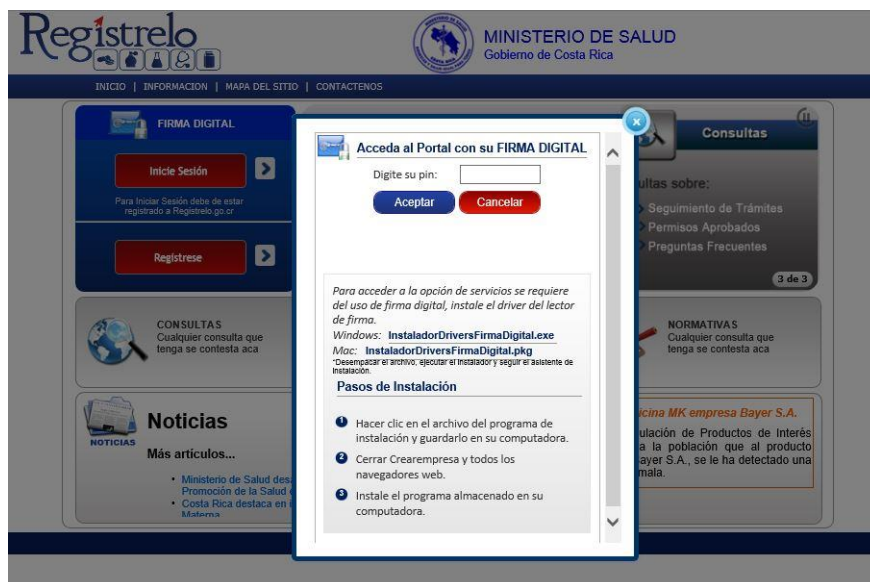 Regístrelo
MINISTERIO DE SALUD
Gobierno de Costa Rica
INICIO | INFORMACION | MAPA DEL SITIO | CONTACTENOS
FIRMA DIGITAL
Inicie Sesión
Para Iniciar Sesión debe de estar
registrado a Registrelo.go.cr
Regístrese
Acceda al Portal con su FIRMA DIGITAL
Digite su pin:
Aceptar Cancelar
Para acceder a la opción de servicios se requiere
del uso de firma digital, instale el driver del lector
de firma.
Windows: InstaladorDriversFirmaDigital.exe
Mac: InstaladorDriversFirmaDigital.pkg
*Desempacar el archivo, ejecutar el instalador y seguir el asistente de
instalación.
Pasos de Instalación
1 Hacer clic en el archivo del programa de
instalación y guardarlo en su computadora.
2 Cerrar Crearempresa y todos los
navegadores web.
3 Instale el programa almacenado en su
computadora.
Consultas
sobre:
Seguimiento de Trámites
Permisos Aprobados
Preguntas Frecuentes
3 de 3
CONSULTAS
Cualquier consulta que
tenga se contesta aca
NORMATIVAS
Cualquier consulta que
tenga se contesta aca
NOTICIAS
Noticias
Más artículos...
Ministerio de Salud
Promoción de la Salud
Costa Rica destaca en
Materna
MK empresa Bayer S.A.
de Productos de Interés
a la población que al producto
S.A., se le ha detectado una